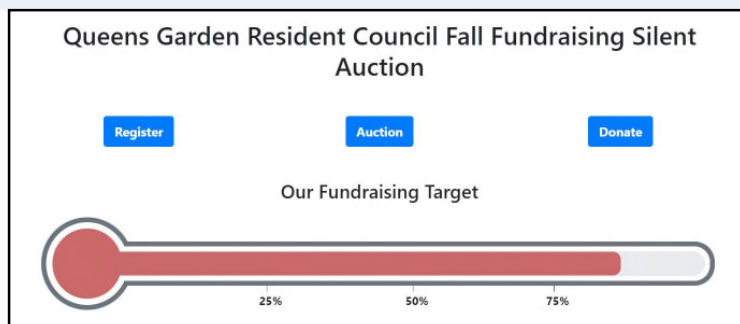 Queens Garden Resident Council Fall Fundraising Silent
Auction
Register Auction Donate
Our Fundraising Target
25% 50% 75%